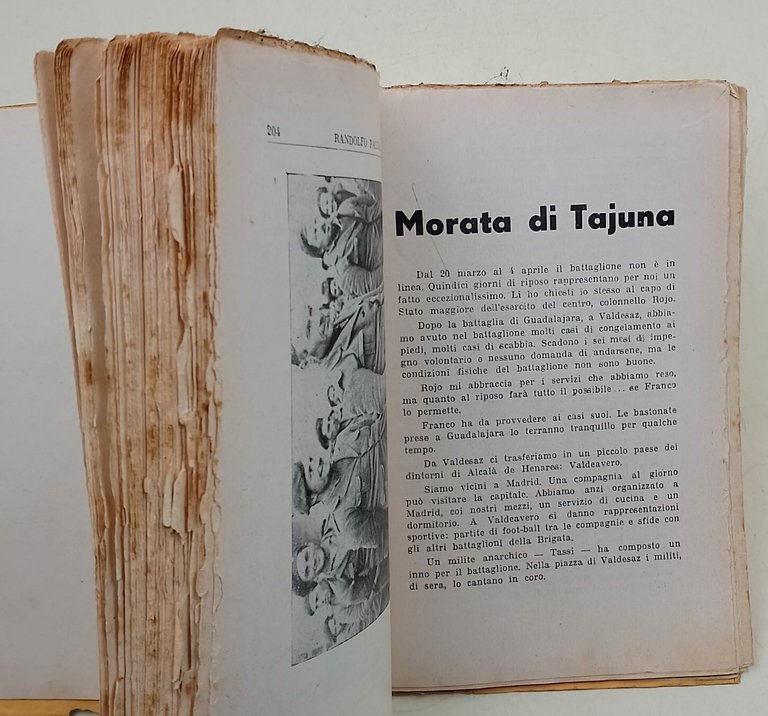 204
RANDOLFO
Morata di Tajuna
Dal 20 marzo al 4 aprile il battaglione non è in
linea. Quindici giorni di riposo rappresentano per noi un
fatto eccezionalissimo. Li ho chiesti io stesso al capo di
Stato maggiore dell'esercito del centro, colonnello Rojo.
Dopo la battaglia di Guadalajara, a Valdesaz, abbia-
mo avuto nel battaglione molti casi di congelamento ai
piedi, molti casi di scabbia. Scadono i sei mesi di impe-
gno volontario e nessuno domanda di andarsene, ma le
condizioni fisiche del battaglione non sono buone.
Rojo mi abbraccia per i servizi che abbiamo reso,
ma quanto al riposo farà tutto il possibile... se Franco
lo permette.
Franco ha da provvedere ai casi suoi. Le bastonate
prese a Guadalajara lo terranno tranquillo per qualche
tempo.
Da Valdesaz ci trasferiamo in un piccolo paese dei
dintorni di Alcalà de Henares: Valdeavero.
Siamo vicini a Madrid. Una compagnia al giorno
può visitare la capitale. Abbiamo anzi organizzato a
Madrid, coi nostri mezzi, un servizio di cucina e un
dormitorio. A Valdeavero si danno rappresentazioni
sportive: partite di foot-ball tra le compagnie e sfide con
gli altri battaglioni della Brigata.
Un milite anarchico — Tassi — ha composto un
inno per il battaglione. Nella piazza di Valdesaz i militi,
di sera, lo cantano in coro.